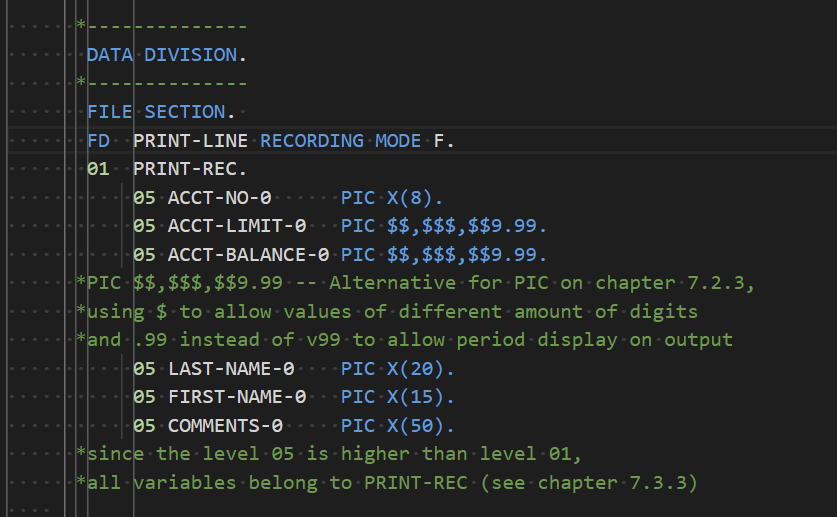 *--------------
DATA DIVISION.
*--------------
FILE SECTION.
FD  PRINT-LINE RECORDING MODE F.
01  PRINT-REC.
    05 ACCT-NO-0      PIC X(8).
    05 ACCT-LIMIT-0   PIC $$,$$$,$$9.99.
    05 ACCT-BALANCE-0 PIC $$,$$$,$$9.99.
*PIC $$,$$$,$$9.99 -- Alternative for PIC on chapter 7.2.3,
*using $ to allow values of different amount of digits
*and .99 instead of v99 to allow period display on output
    05 LAST-NAME-0    PIC X(20).
    05 FIRST-NAME-0   PIC X(15).
    05 COMMENTS-0     PIC X(50).
*since the level 05 is higher than level 01,
*all variables belong to PRINT-REC (see chapter 7.3.3)